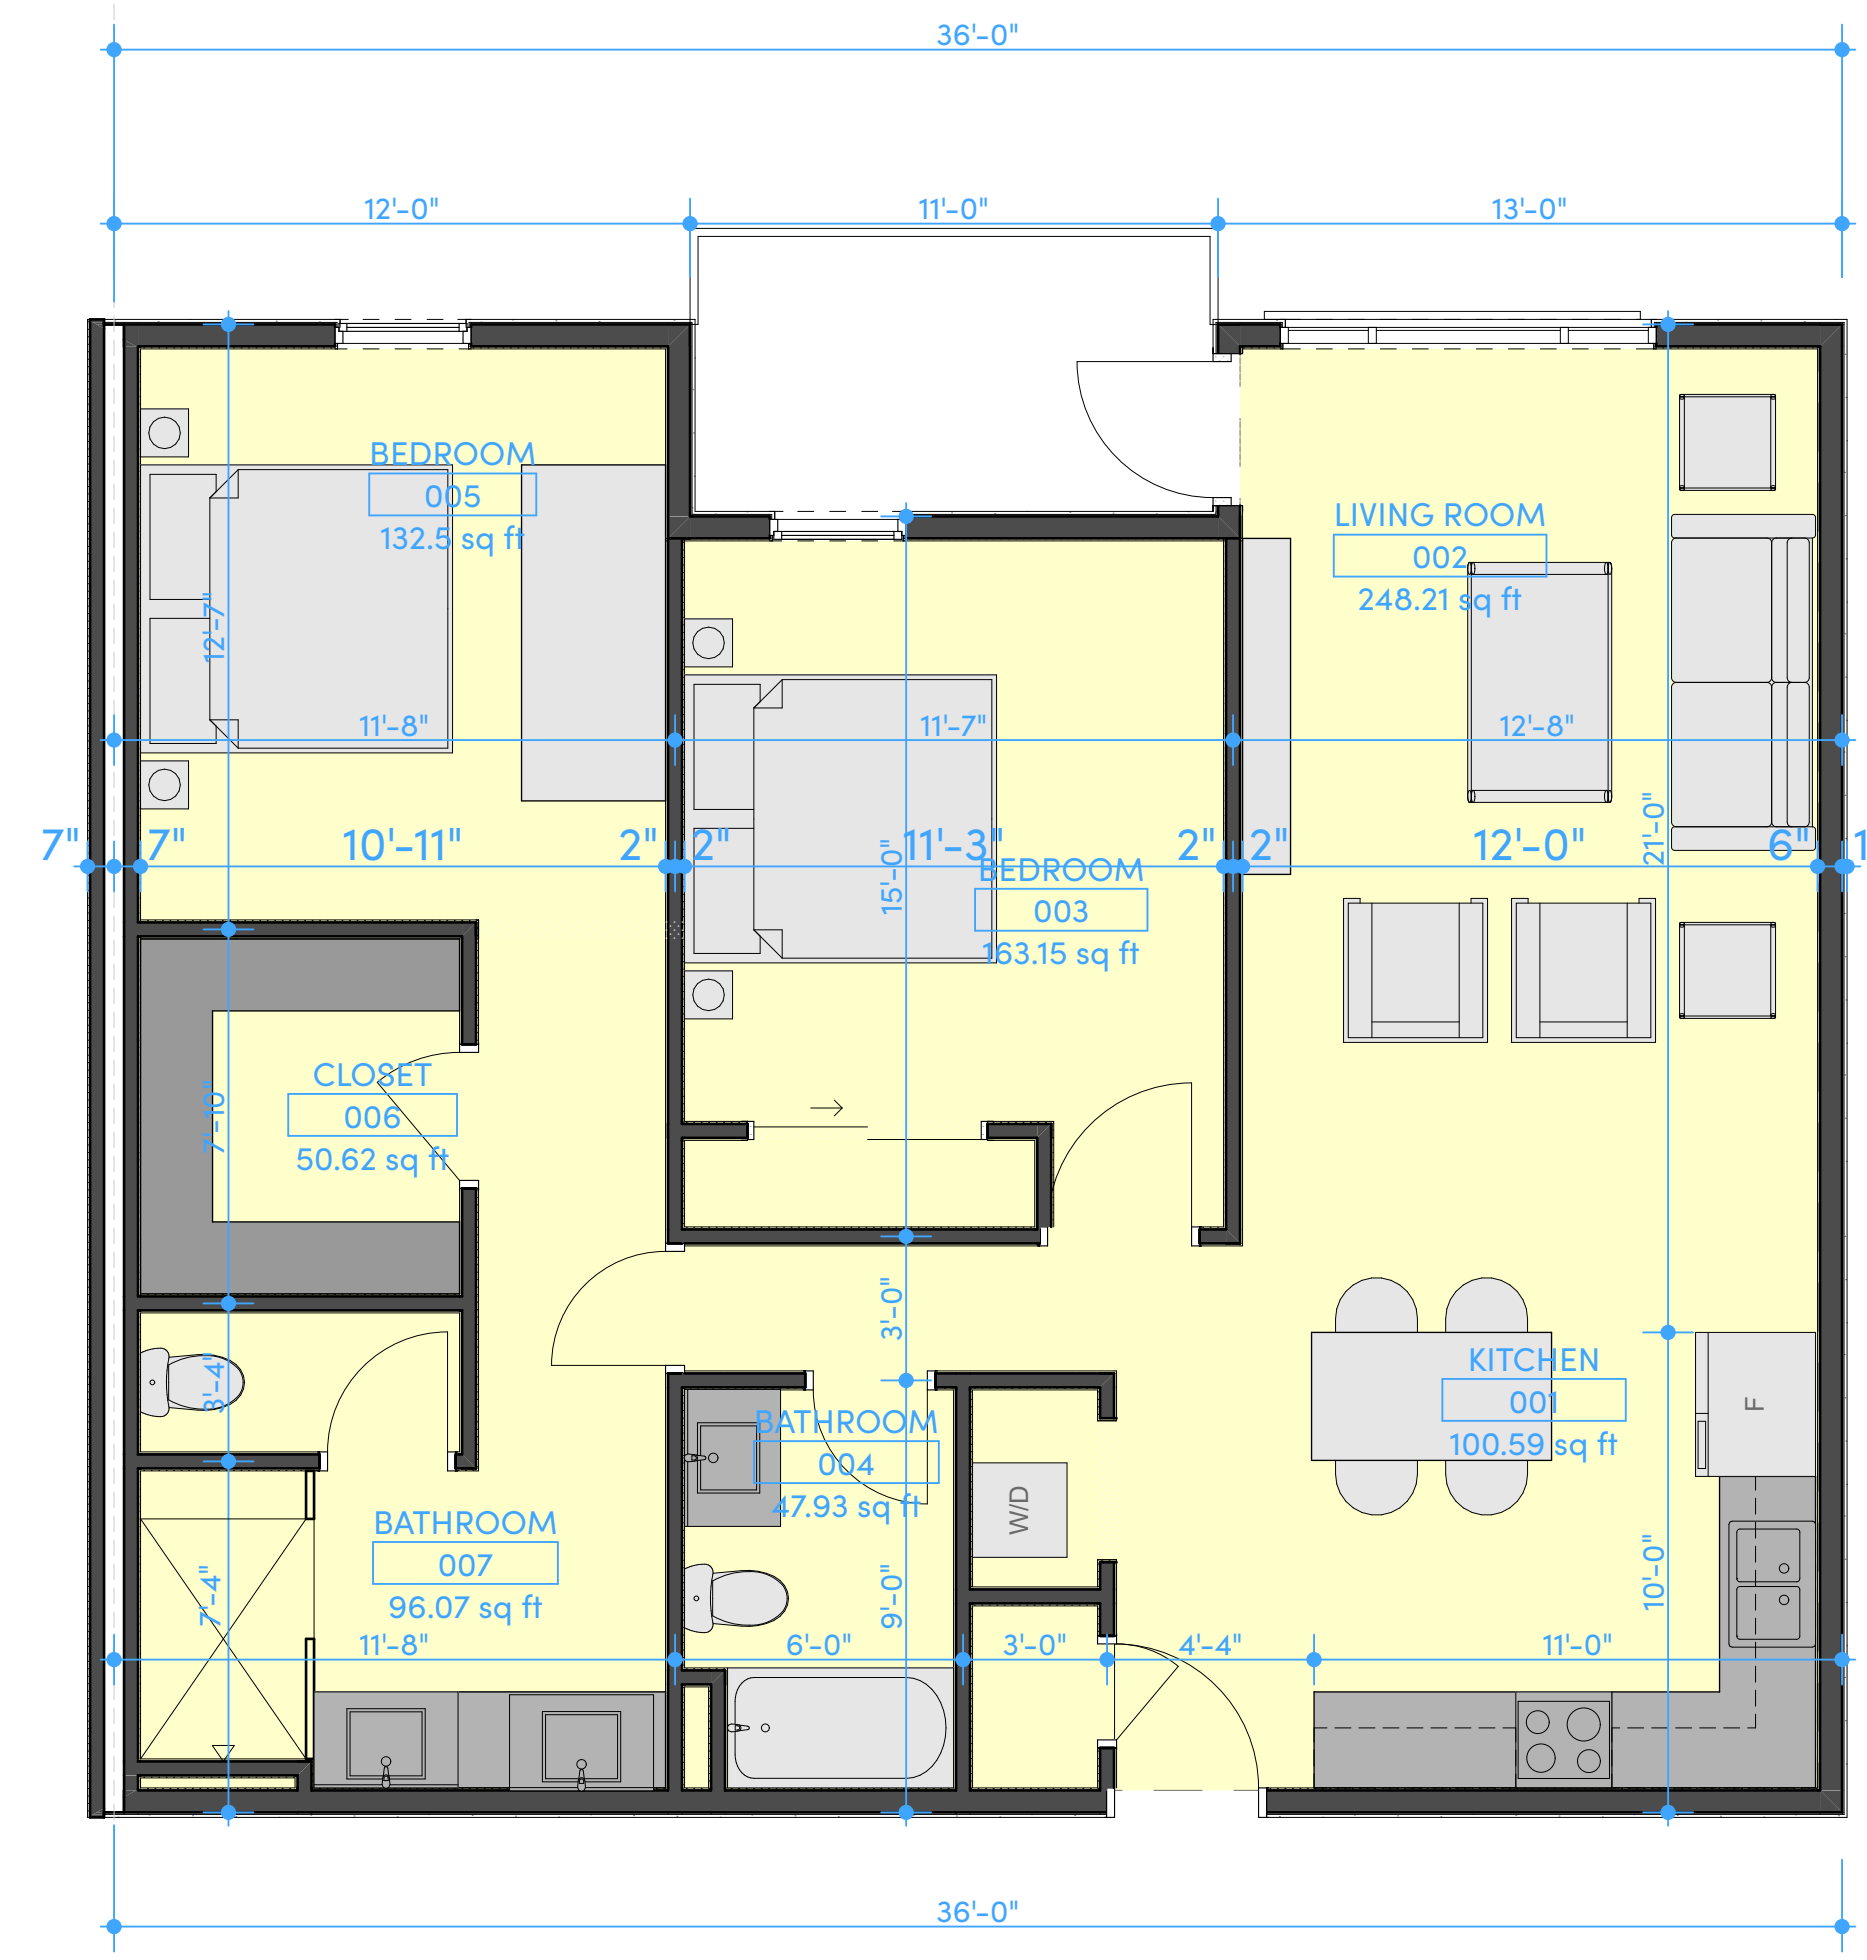 36'-0"
12'-0"
11'-0"
13'-0"
BEDROOM
005
132.5 sq ft
LIVING ROOM
002
248.21 sq ft
12'-7"
11'-8"
11'-7"
12'-8"
21'-0"
7"
7"
10'-11"
2"
2"
11'-3"
2"
2"
12'-0"
6"
1
15'-0"
BEDROOM
003
163.15 sq ft
CLOSET
006
50.62 sq ft
7'-10"
3'-0"
3'-4"
KITCHEN
001
100.59 sq ft
F
BATHROOM
004
47.93 sq ft
W/D
BATHROOM
007
96.07 sq ft
7'-4"
9'-0"
10'-0"
11'-8"
6'-0"
3'-0"
4'-4"
11'-0"
36'-0"